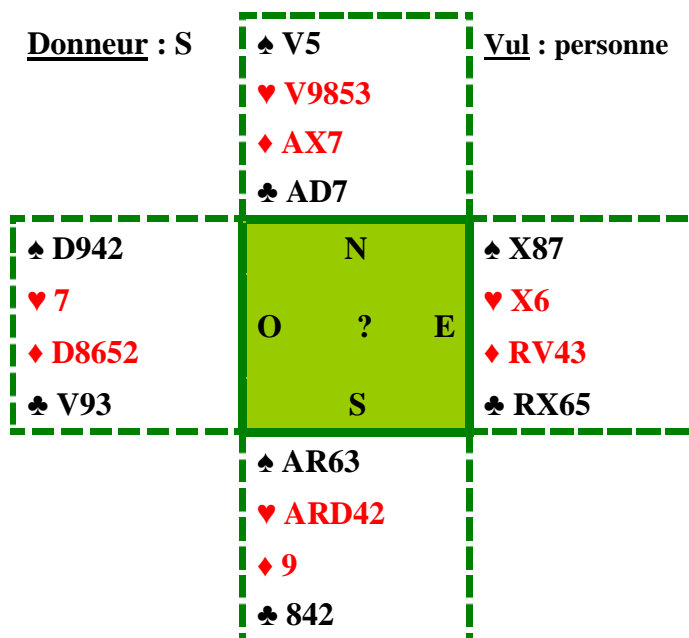 Donneur : S
♠ V5
Vul : personne
♥ V9853
♦ AX7
♣ AD7
♠ D942
N
♠ X87
♥ 7
♥ X6
O ? E
♦ D8652
♦ RV43
♣ V93
S
♣ RX65
♠ AR63
♥ ARD42
♦ 9
♣ 842